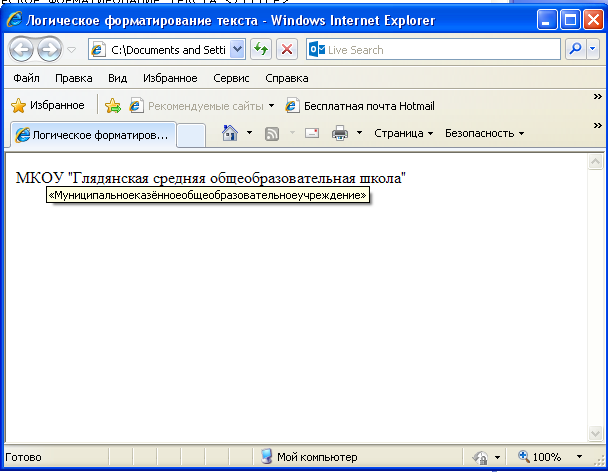 Логическое форматирование текста - Windows Internet Explorer
C:\Documents and Setti
Live Search
Файл Правка Вид Избранное Сервис Справка
Избранное Рекомендуемые сайты Бесплатная почта Hotmail
Логическое форматиров... Страница Безопасность
МКОУ "Глядянская средняя общеобразовательная школа"
«Муниципальноеказённоеобщеобразовательноеучреждение»
Готово Мой компьютер 100%